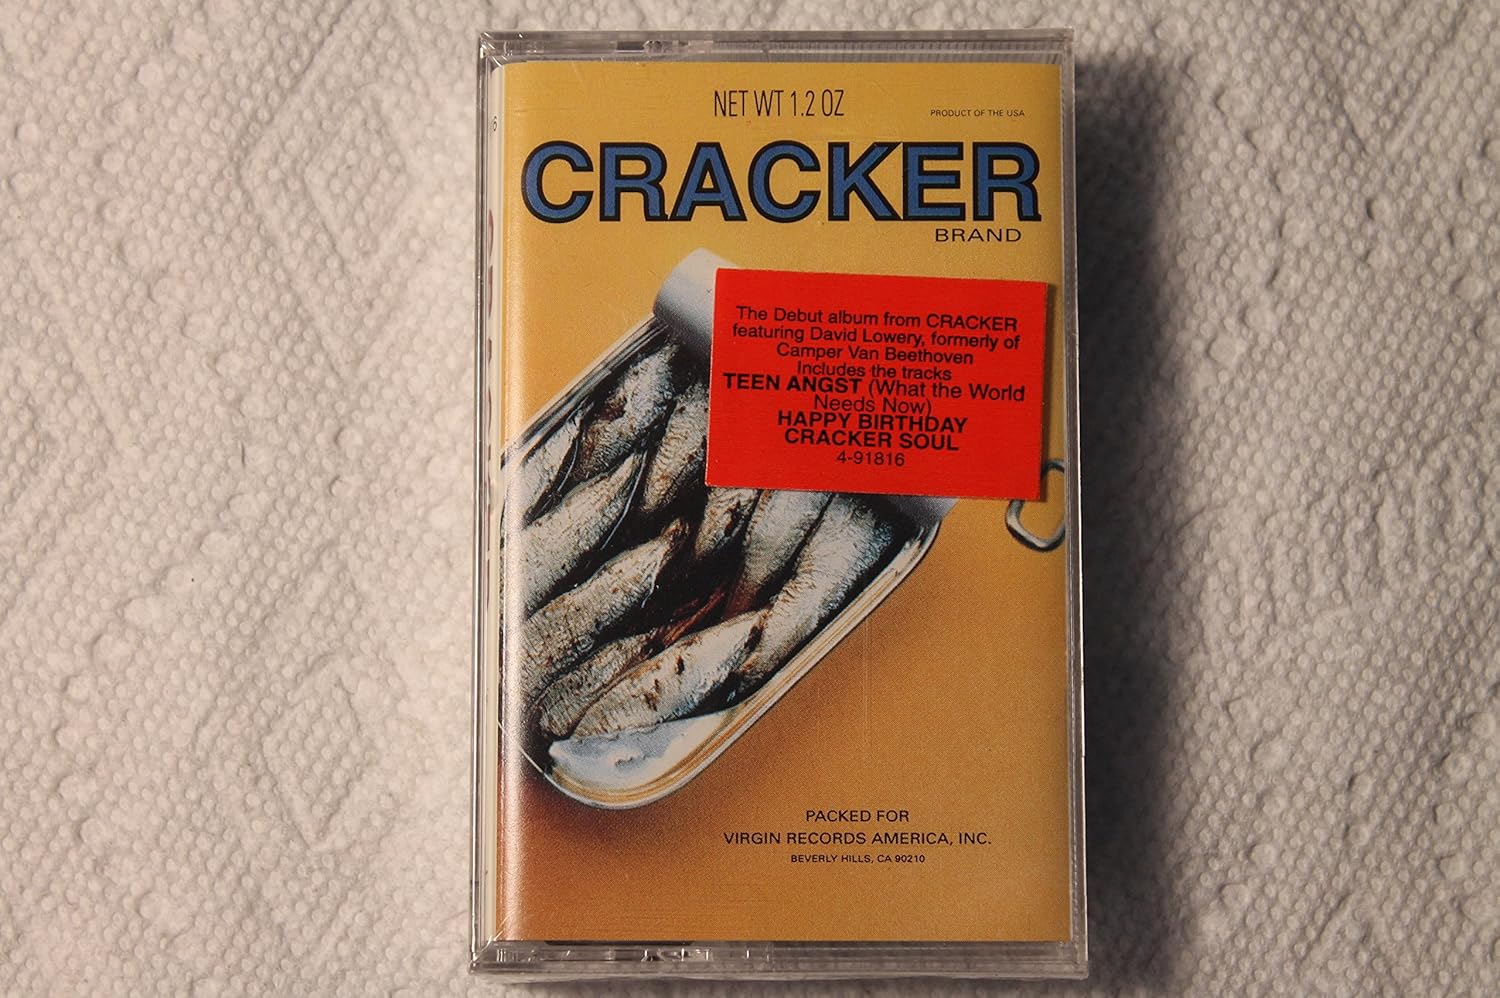 NET WT 1.2 OZ
PRODUCT OF THE USA
CRACKER
BRAND
The Debut album from CRACKER
featuring David Lowery, formerly of
Camper Van Beethoven
Includes the tracks
TEEN ANGST (What the World
Needs Now)
HAPPY BIRTHDAY
CRACKER SOUL
4-91816
PACKED FOR
VIRGIN RECORDS AMERICA, INC.
BEVERLY HILLS, CA 90210